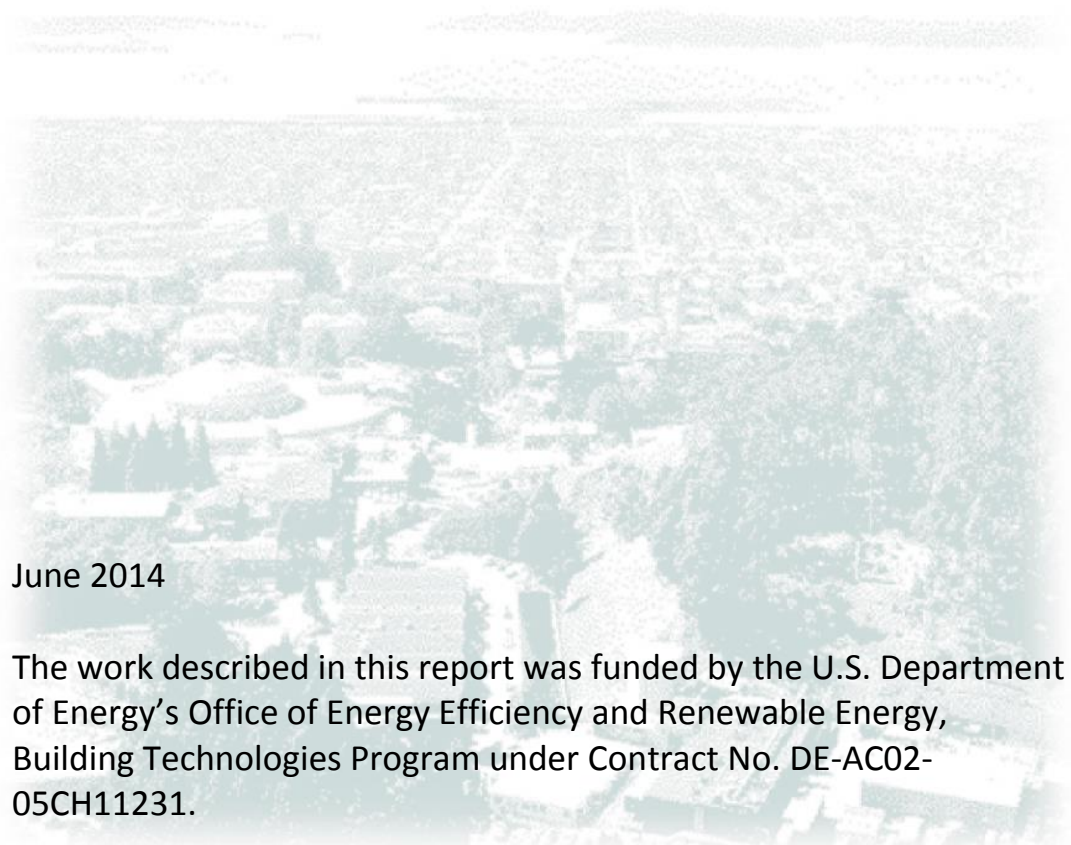 June 2014
The work described in this report was funded by the U.S. Department
of Energy’s Office of Energy Efficiency and Renewable Energy,
Building Technologies Program under Contract No. DE-AC02-
05CH11231.